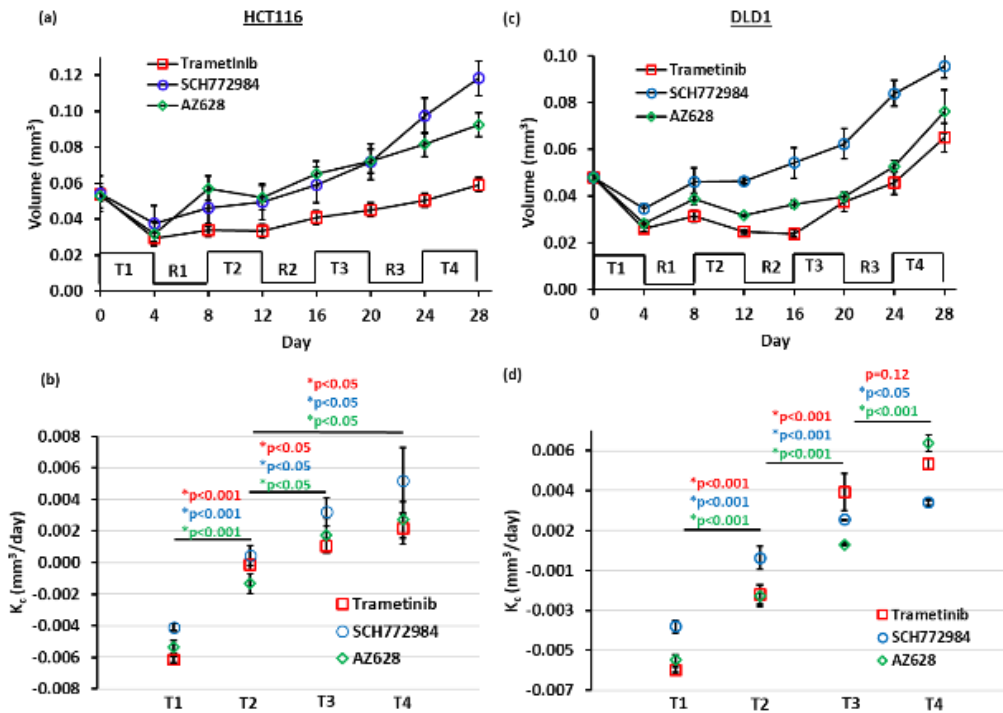 (a)
HCT116
Trametinib
SCH772984
AZ628
Volume (mm³)
0.12
0.10
0.08
0.06
0.04
0.02
0.00
T1 R1 T2 R2 T3 R3 T4
0 4 8 12 16 20 24 28
Day
(c)
DLD1
Trametinib
SCH772984
AZ628
Volume (mm³)
0.10
0.08
0.06
0.04
0.02
0.00
T1 R1 T2 R2 T3 R3 T4
0 4 8 12 16 20 24 28
Day
(b)
*p<0.05
*p<0.05
*p<0.05
*p<0.05
*p<0.05
*p<0.05
*p<0.001
*p<0.001
*p<0.001
Kc (mm³/day)
0.008
0.006
0.004
0.002
0.000
-0.002
-0.004
-0.006
-0.008
Trametinib
SCH772984
AZ628
T1 T2 T3 T4
(d)
p=0.12
*p<0.05
*p<0.001
*p<0.001
*p<0.001
*p<0.001
*p<0.001
*p<0.001
*p<0.001
Kc (mm³/day)
0.006
0.004
0.002
-0.001
-0.003
-0.005
-0.007
Trametinib
SCH772984
AZ628
T1 T2 T3 T4